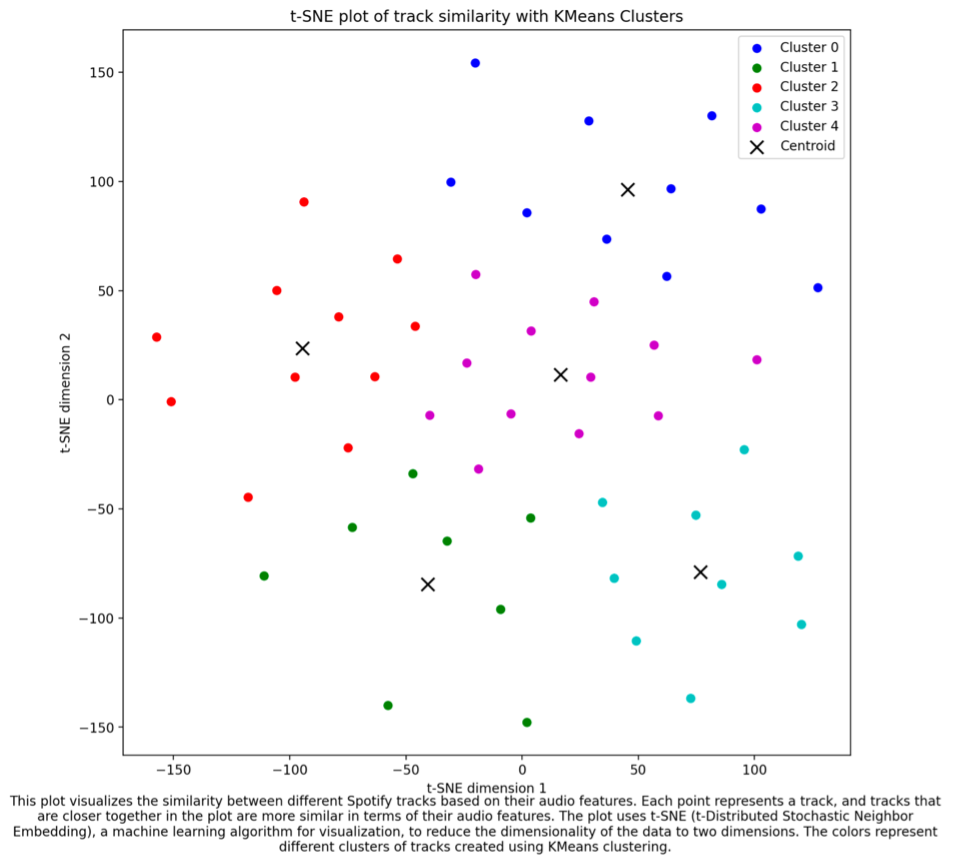 t-SNE plot of track similarity with KMeans Clusters
Cluster 0
Cluster 1
Cluster 2
Cluster 3
Cluster 4
Centroid
150
100
50
0
−50
−100
−150
t-SNE dimension 2
−150
−100
−50
0
50
100
t-SNE dimension 1
This plot visualizes the similarity between different Spotify tracks based on their audio features. Each point represents a track, and tracks that
are closer together in the plot are more similar in terms of their audio features. The plot uses t-SNE (t-Distributed Stochastic Neighbor
Embedding), a machine learning algorithm for visualization, to reduce the dimensionality of the data to two dimensions. The colors represent
different clusters of tracks created using KMeans clustering.